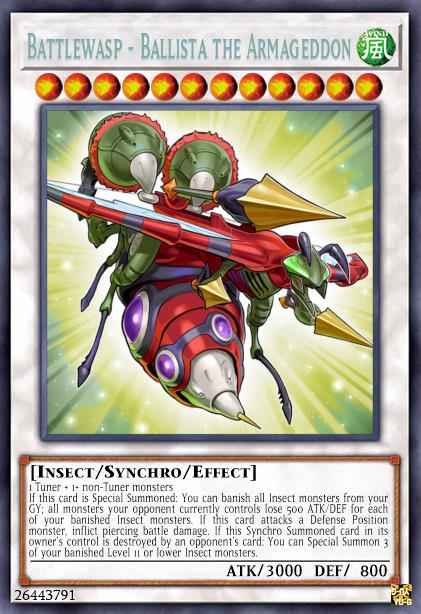 Battlewasp - Ballista the Armageddon
WIND
風
[Insect/Synchro/Effect]
1 Tuner + 1+ non-Tuner monsters
If this card is Special Summoned: You can banish all Insect monsters from your
GY; all monsters your opponent currently controls lose 500 ATK/DEF for each
of your banished Insect monsters. If this card attacks a Defense Position
monster, inflict piercing battle damage. If this Synchro Summoned card in its
owner's control is destroyed by an opponent's card: You can Special Summon 3
of your banished Level 11 or lower Insect monsters.
ATK/3000 DEF/ 800
26443791